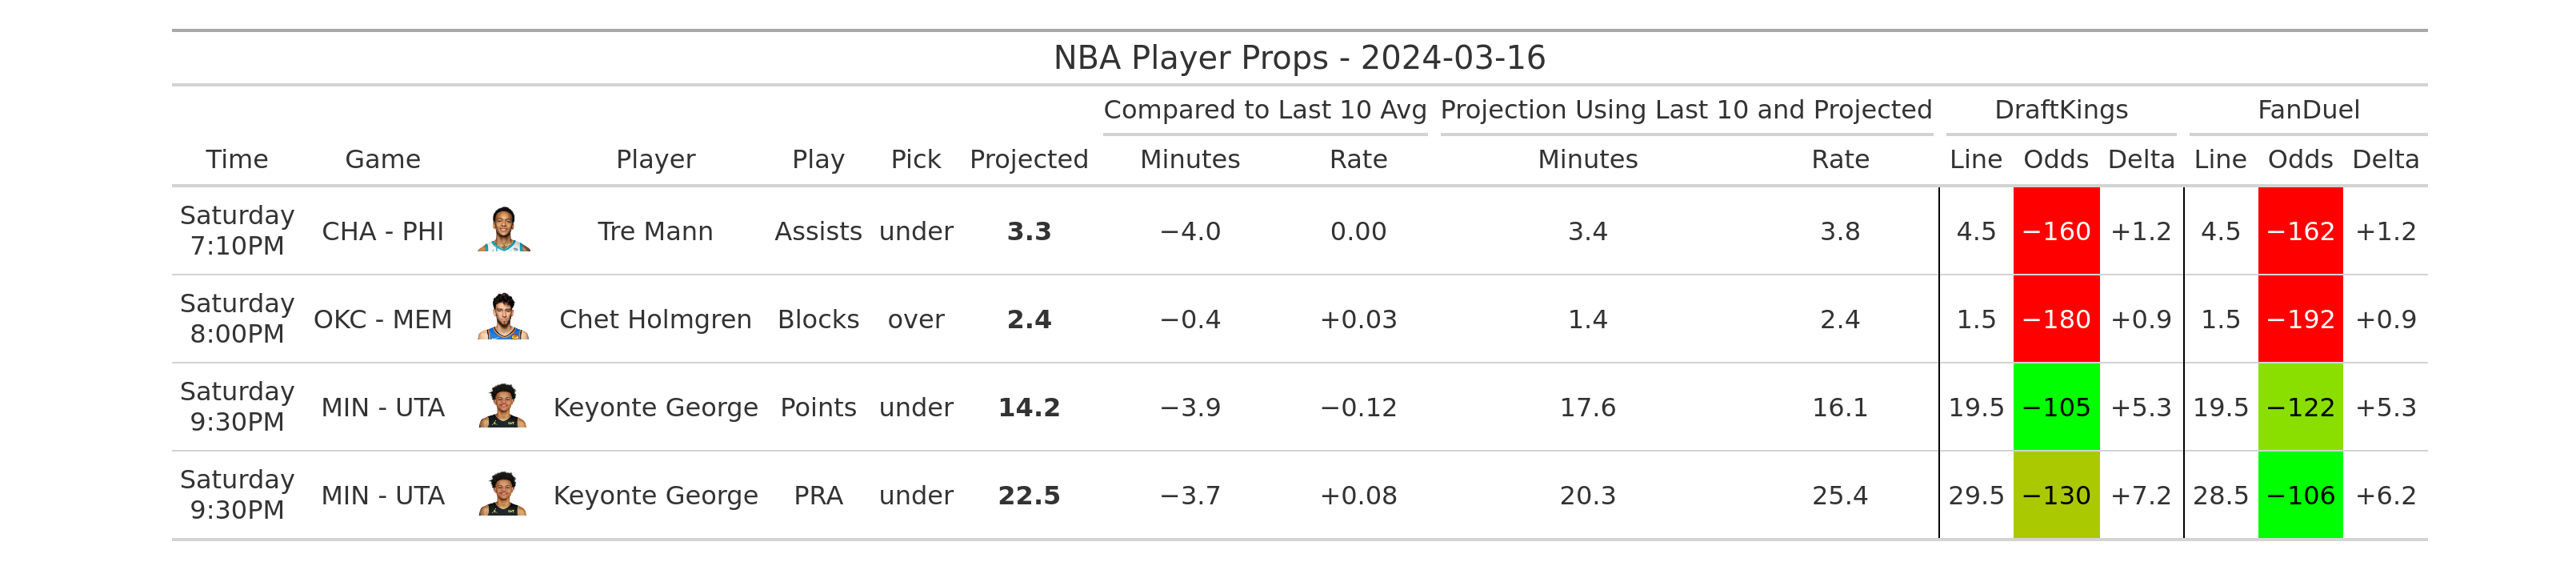 NBA Player Props - 2024-03-16
Compared to Last 10 Avg Projection Using Last 10 and Projected DraftKings FanDuel
Time Game Player Play Pick Projected Minutes Rate Minutes Rate Line Odds Delta Line Odds Delta
Saturday
7:10PM CHA - PHI Tre Mann Assists under 3.3 −4.0 0.00 3.4 3.8 4.5 −160 +1.2 4.5 −162 +1.2
Saturday
8:00PM OKC - MEM Chet Holmgren Blocks over 2.4 −0.4 +0.03 1.4 2.4 1.5 −180 +0.9 1.5 −192 +0.9
Saturday
9:30PM MIN - UTA Keyonte George Points under 14.2 −3.9 −0.12 17.6 16.1 19.5 −105 +5.3 19.5 −122 +5.3
Saturday
9:30PM MIN - UTA Keyonte George PRA under 22.5 −3.7 +0.08 20.3 25.4 29.5 −130 +7.2 28.5 −106 +6.2